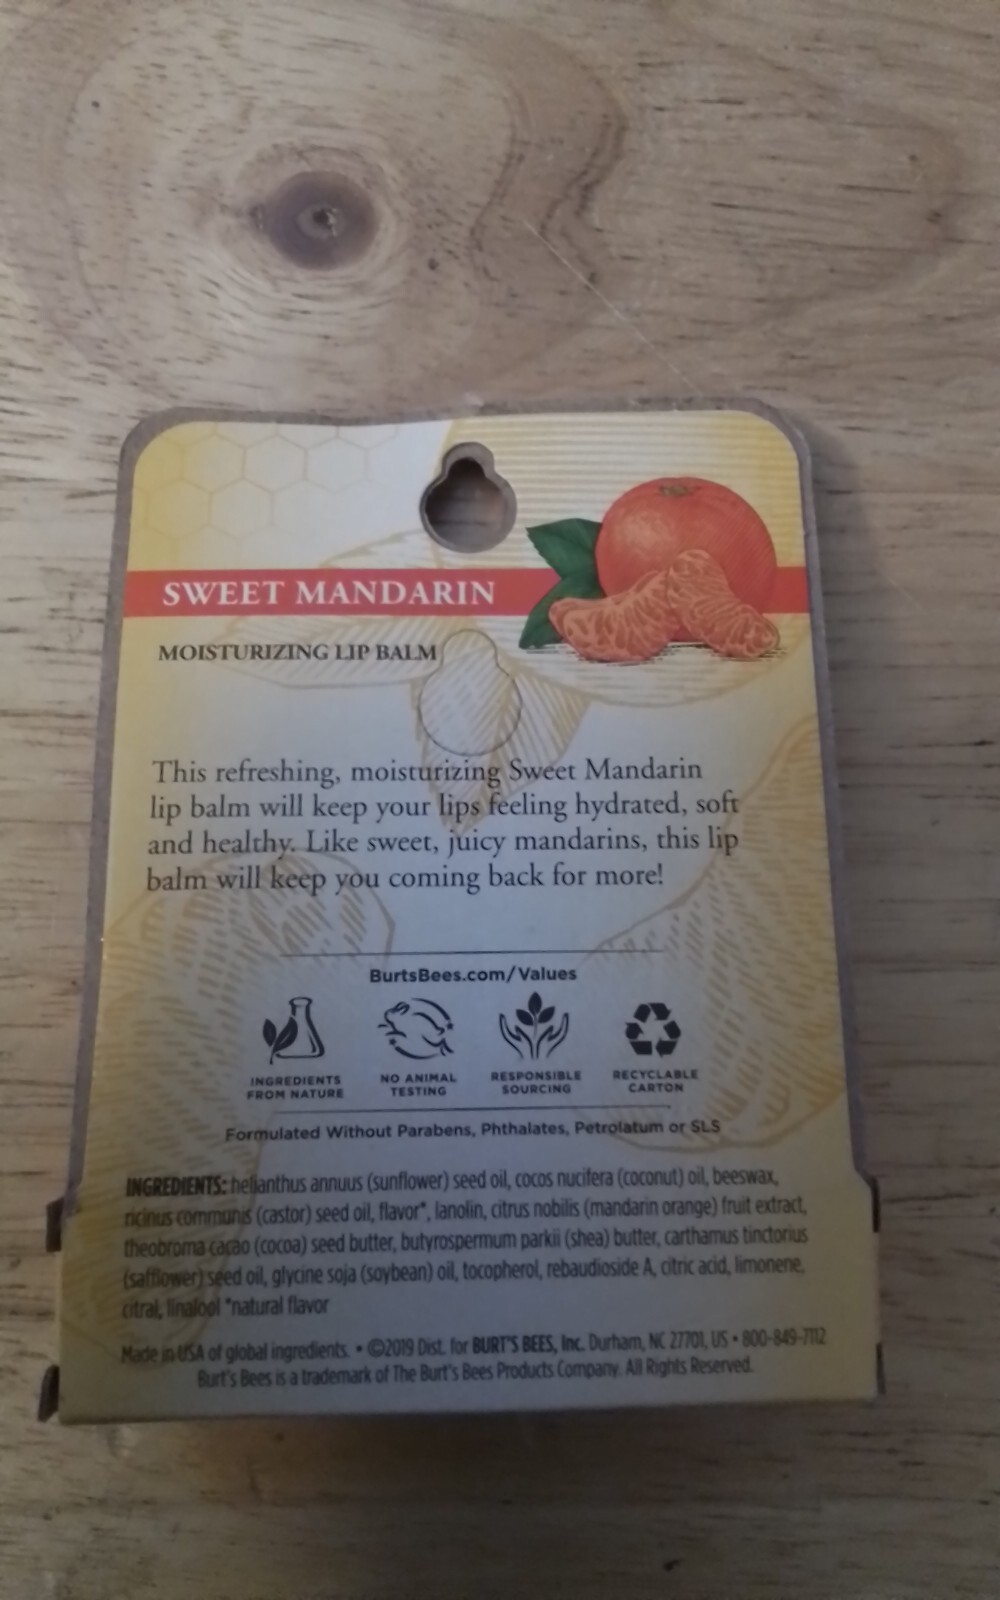 SWEET MANDARIN
MOISTURIZING LIP BALM
This refreshing, moisturizing Sweet Mandarin
lip balm will keep your lips feeling hydrated, soft
and healthy. Like sweet, juicy mandarins, this lip
balm will keep you coming back for more!
BurtsBees.com/Values
INGREDIENTS
FROM NATURE
NO ANIMAL
TESTING
RESPONSIBLE
SOURCING
RECYCLABLE
CARTON
Formulated Without Parabens, Phthalates, Petrolatum or SLS
INGREDIENTS: helianthus annuus (sunflower) seed oil, cocos nucifera (coconut) oil, beeswax,
ricinus communis (castor) seed oil, flavor*, lanolin, citrus nobilis (mandarin orange) fruit extract,
theobroma cacao (cocoa) seed butter, butyrospermum parkii (shea) butter, carthamus tinctorius
(safflower) seed oil, glycine soja (soybean) oil, tocopherol, rebaudioside A, citric acid, limonene,
citral, linalool *natural flavor
Made in USA of global ingredients. • ©2019 Dist. for BURT'S BEES, Inc. Durham, NC 27701, US • 800-849-7112
Burt's Bees is a trademark of The Burt's Bees Products Company. All Rights Reserved.